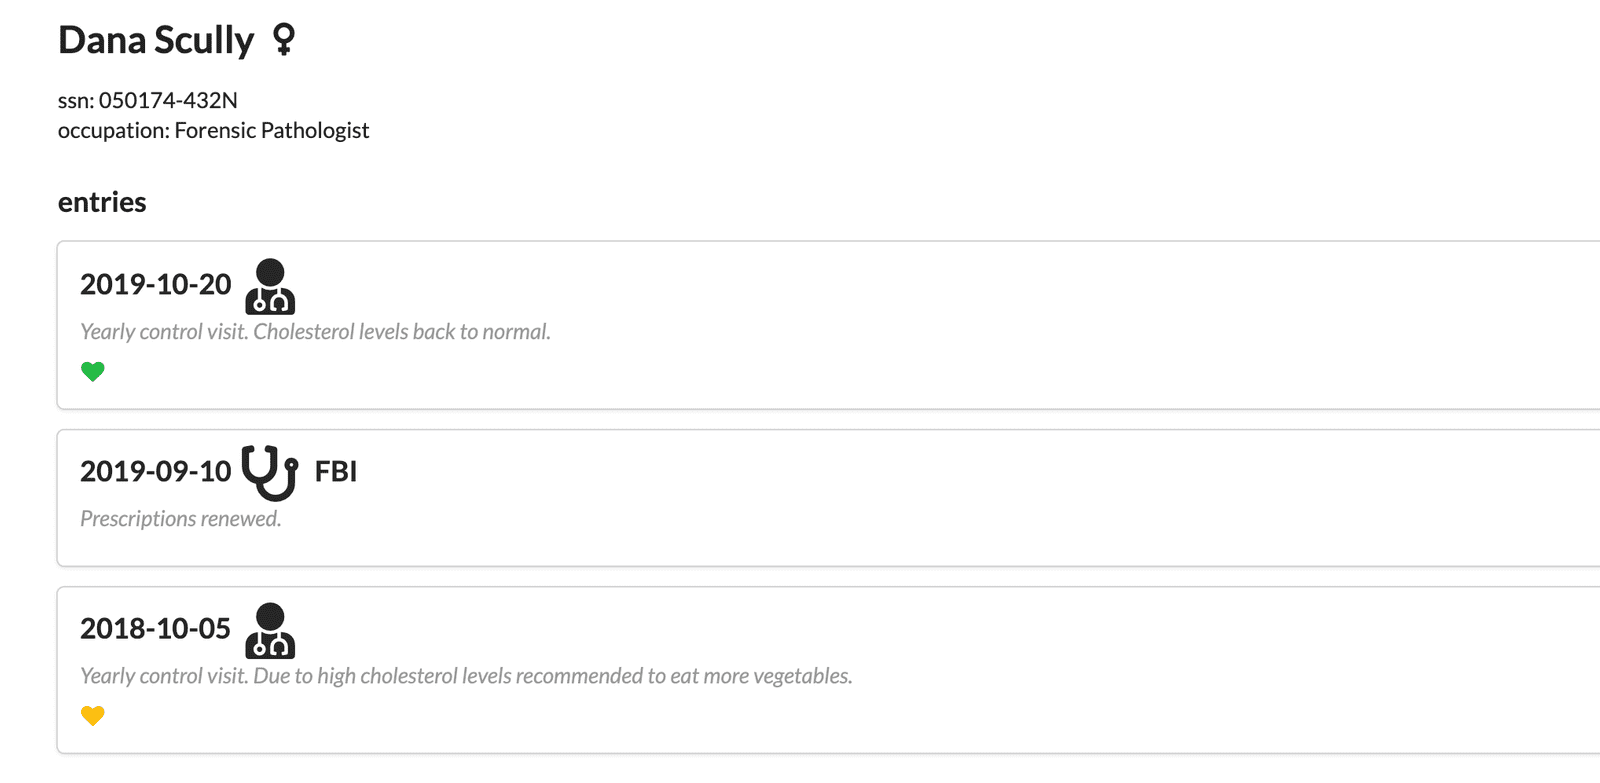 Dana Scully
ssn: 050174-432N
occupation: Forensic Pathologist
entries
2019-10-20
Yearly control visit. Cholesterol levels back to normal.
2019-09-10 FBI
Prescriptions renewed.
2018-10-05
Yearly control visit. Due to high cholesterol levels recommended to eat more vegetables.